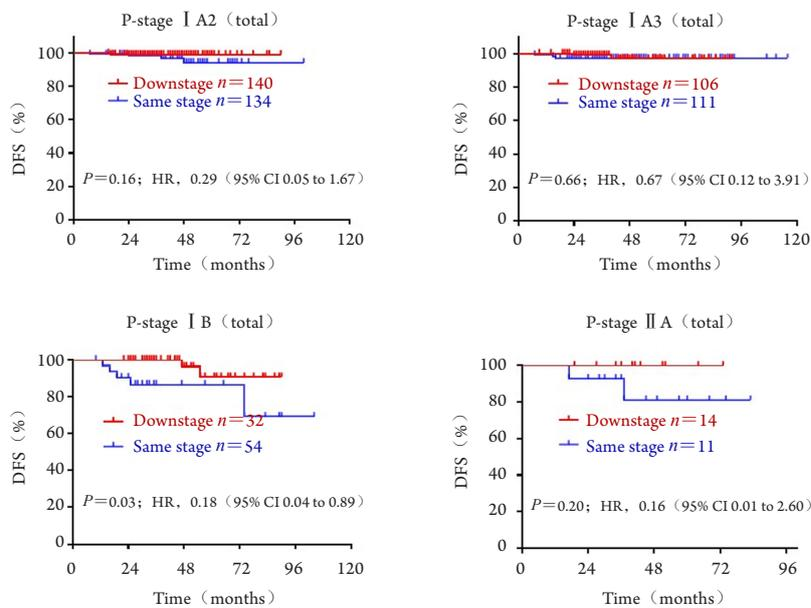 P-stage ⅠA2（total）
100
80
60
40
20
0
DFS（%）
Downstage n＝140
Same stage n＝134
P＝0.16；HR，0.29（95% CI 0.05 to 1.67）
0 24 48 72 96 120
Time（months）
P-stage ⅠA3（total）
100
80
60
40
20
0
DFS（%）
Downstage n＝106
Same stage n＝111
P＝0.66；HR，0.67（95% CI 0.12 to 3.91）
0 24 48 72 96 120
Time（months）
P-stage ⅠB（total）
100
80
60
40
20
0
DFS（%）
Downstage n＝32
Same stage n＝54
P＝0.03；HR，0.18（95% CI 0.04 to 0.89）
0 24 48 72 96 120
Time（months）
P-stage ⅡA（total）
100
80
60
40
20
0
DFS（%）
Downstage n＝14
Same stage n＝11
P＝0.20；HR，0.16（95% CI 0.01 to 2.60）
0 24 48 72 96
Time（months）